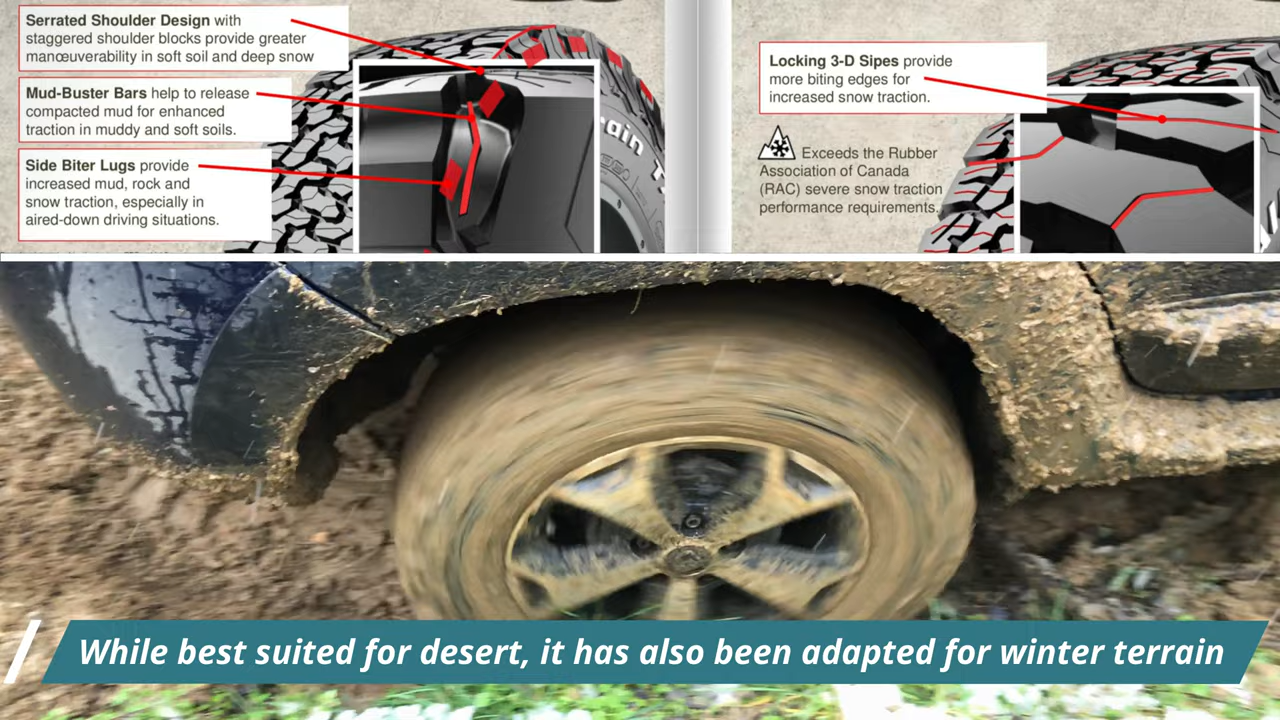 Serrated Shoulder Design with
staggered shoulder blocks provide greater
manœuverability in soft soil and deep snow
Mud-Buster Bars help to release
compacted mud for enhanced
traction in muddy and soft soils.
Side Biter Lugs provide
increased mud, rock and
snow traction, especially in
aired-down driving situations.
Locking 3-D Sipes provide
more biting edges for
increased snow traction.
Exceeds the Rubber
Association of Canada
(RAC) severe snow traction
performance requirements.
While best suited for desert, it has also been adapted for winter terrain